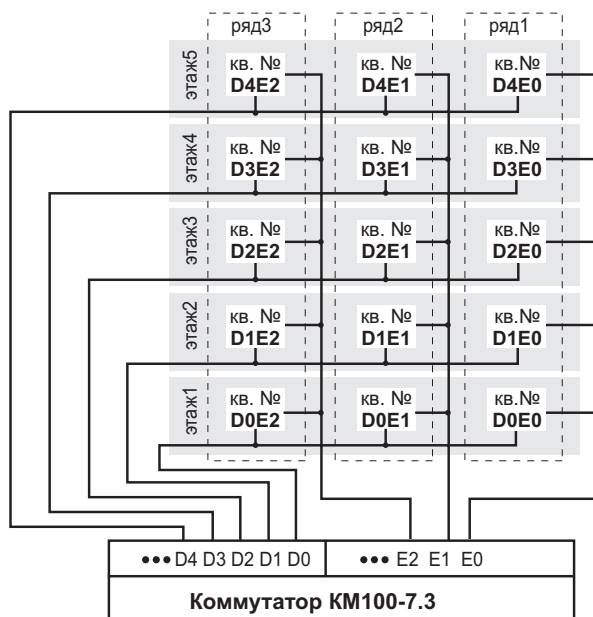 ряд3 ряд2 ряд1
этаж5
кв. № кв. № кв. №
D4E2 D4E1 D4E0
этаж4
кв. № кв. № кв. №
D3E2 D3E1 D3E0
этаж3
кв. № кв. № кв. №
D2E2 D2E1 D2E0
этаж2
кв. № кв. № кв. №
D1E2 D1E1 D1E0
этаж1
кв. № кв. № кв. №
D0E2 D0E1 D0E0
••• D4 D3 D2 D1 D0 ••• E2 E1 E0
Коммутатор КМ100-7.3